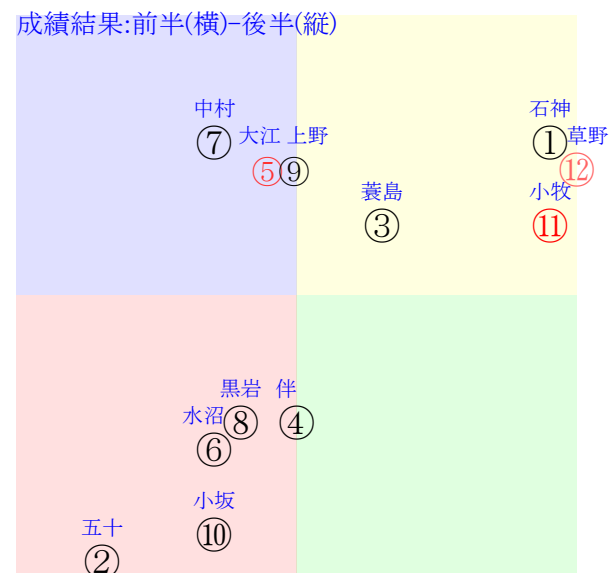 成績結果:前半(横)-後半(縦)
中村
⑦
石神
①
大江
⑤
上野
⑨
草野
⑫
蓑島
③
小牧
⑪
黒岩
⑧
伴
④
水沼
⑥
小坂
⑩
五十
②